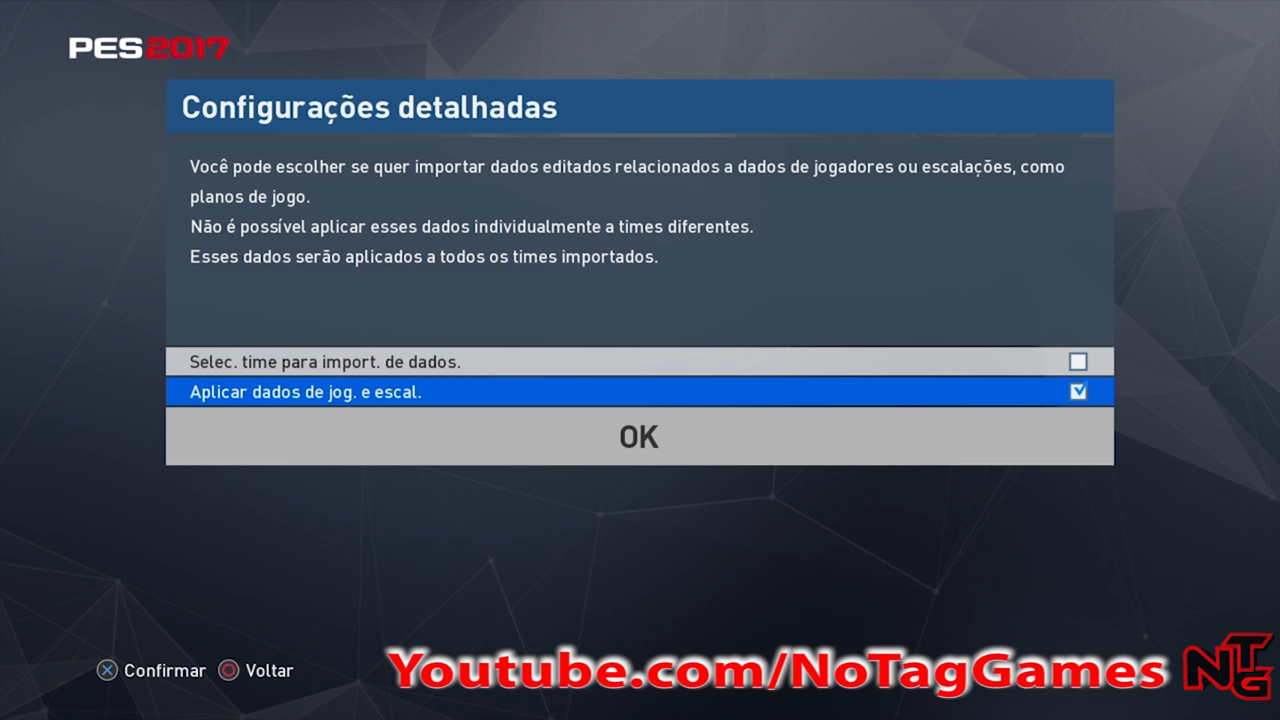 PES 2017
Configurações detalhadas
Você pode escolher se quer importar dados editados relacionados a dados de jogadores ou escalações, como
planos de jogo.
Não é possível aplicar esses dados individualmente a times diferentes.
Esses dados serão aplicados a todos os times importados.
Selec. time para import. de dados.
Aplicar dados de jog. e escal.
OK
Confirmar Voltar
Youtube.com/NoTagGames NTG